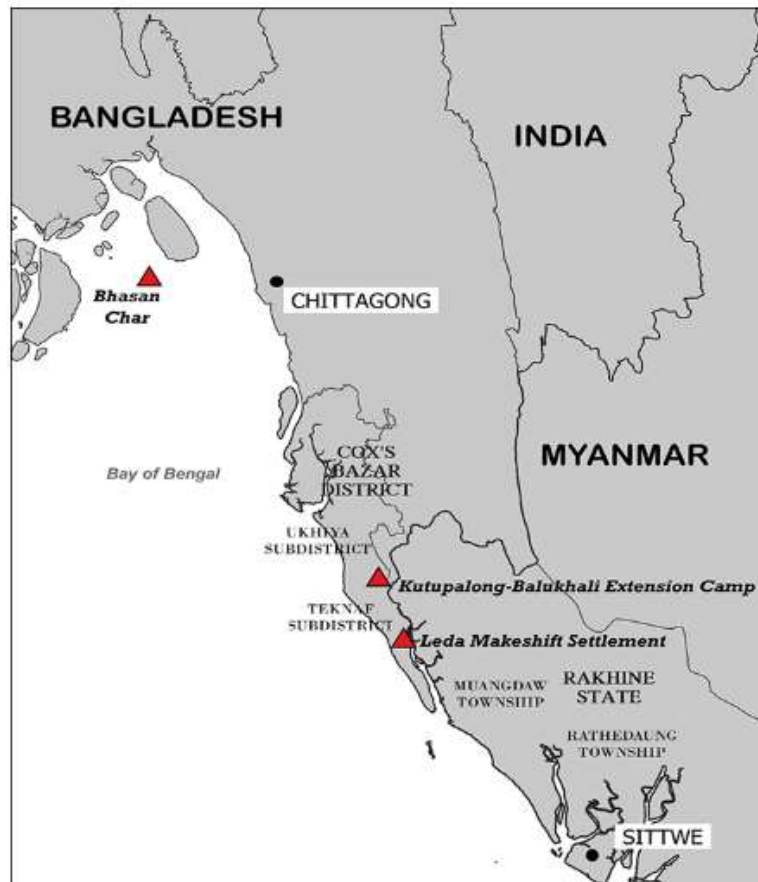 BANGLADESH
INDIA
Bhasan
Char
CHITTAGONG
COX'S
BAZAR
DISTRICT
MYANMAR
Bay of Bengal
UKHIYA
SUBDISTRICT
Kutupalong-Balukhali Extension Camp
TEKNAF
SUBDISTRICT
Leda Makeshift Settlement
MUANGDAW
TOWNSHIP
RAKHINE
STATE
RATHEDAUNG
TOWNSHIP
SITTWE